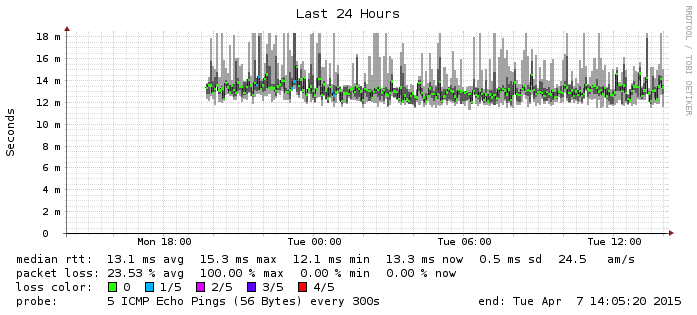 Last 24 Hours
RRDTOOL / TOBI OETIKER
Seconds
18 m
16 m
14 m
12 m
10 m
8 m
6 m
4 m
2 m
0
Mon 18:00 Tue 00:00 Tue 06:00 Tue 12:00
median rtt: 13.1 ms avg 15.3 ms max 12.1 ms min 13.3 ms now 0.5 ms sd 24.5 am/s
packet loss: 23.53 % avg 100.00 % max 0.00 % min 0.00 % now
loss color: 0 1/5 2/5 3/5 4/5
probe: 5 ICMP Echo Pings (56 Bytes) every 300s end: Tue Apr 7 14:05:20 2015